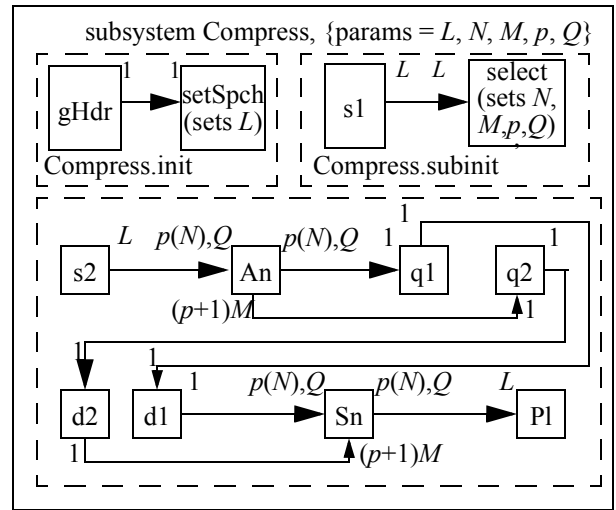 subsystem Compress, {params = L, N, M, p, Q}
1 1
gHdr
setSpch
(sets L)
Compress.init
L L
s1
select
(sets N,
M,p,Q)
Compress.subinit
1
L p(N),Q p(N),Q 1 1
s2
An
q1
q2
(p+1)M 1
1 1
1 p(N),Q p(N),Q L
d2
d1
Sn
Pl
1 (p+1)M